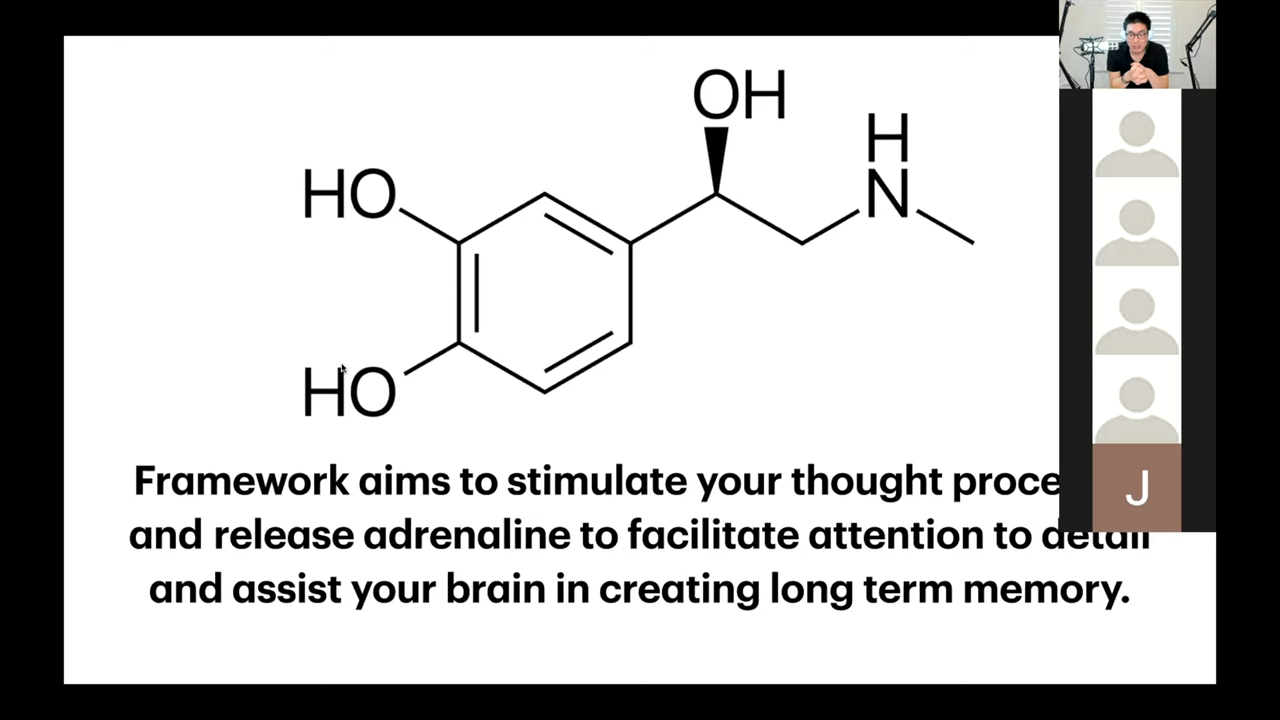 OH
H
N
HO
HO
Framework aims to stimulate your thought
and release adrenaline to facilitate attention to detail
and assist your brain in creating long term memory.
J